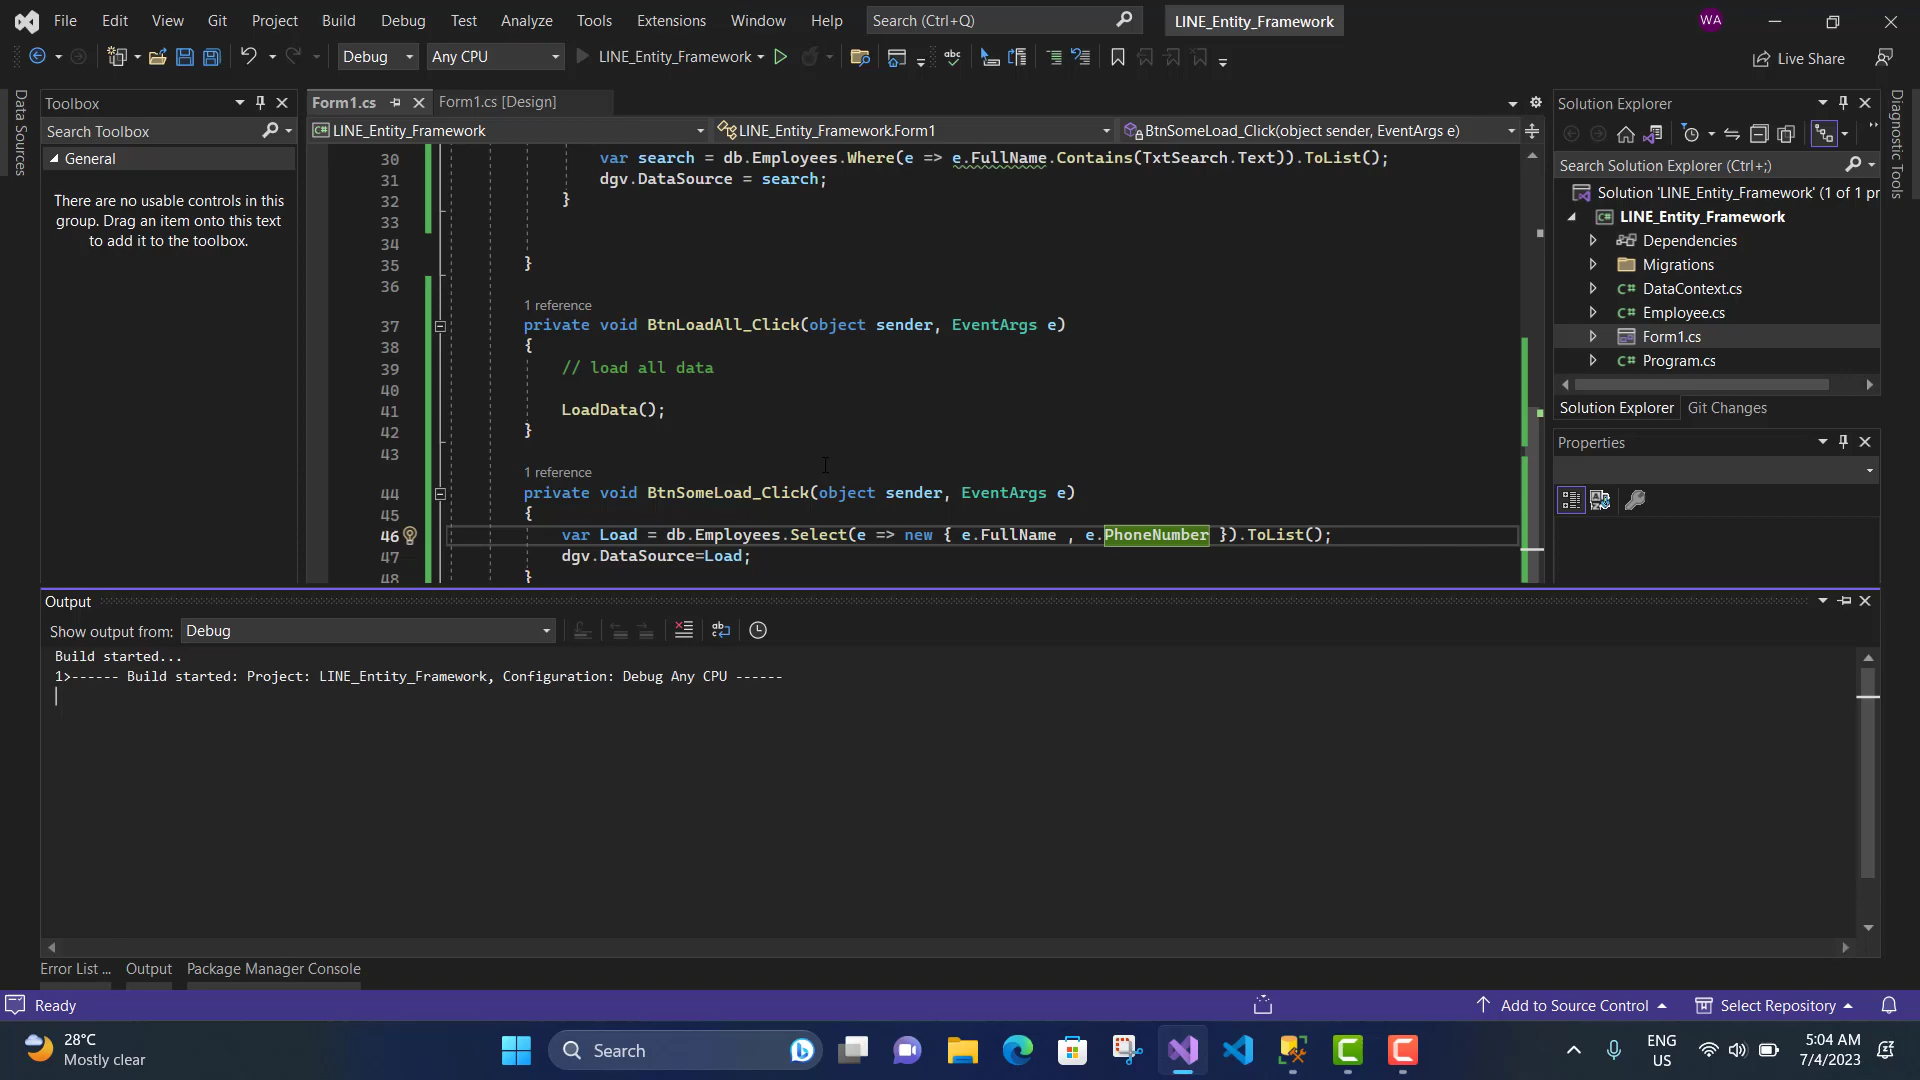 File Edit View Git Project Build Debug Test Analyze Tools Extensions Window Help Search (Ctrl+Q) LINE_Entity_Framework WA
Debug Any CPU LINE_Entity_Framework Live Share
Data Sources
Toolbox
Search Toolbox
General
There are no usable controls in this
group. Drag an item onto this text
to add it to the toolbox.
Form1.cs Form1.cs [Design]
LINE_Entity_Framework LINE_Entity_Framework.Form1 BtnSomeLoad_Click(object sender, EventArgs e)
30 var search = db.Employees.Where(e => e.FullName.Contains(TxtSearch.Text)).ToList();
31 dgv.DataSource = search;
32 }
33
34
35 }
36
1 reference
37 private void BtnLoadAll_Click(object sender, EventArgs e)
38 {
39 // load all data
40
41 LoadData();
42 }
43
1 reference
44 private void BtnSomeLoad_Click(object sender, EventArgs e)
45 {
46 var Load = db.Employees.Select(e => new { e.FullName , e.PhoneNumber }).ToList();
47 dgv.DataSource=Load;
48 }
Solution Explorer
Search Solution Explorer (Ctrl+;)
Solution 'LINE_Entity_Framework' (1 of 1 pr
LINE_Entity_Framework
Dependencies
Migrations
DataContext.cs
Employee.cs
Form1.cs
Program.cs
Solution Explorer Git Changes
Properties
Diagnostic Tools
Output
Show output from: Debug
Build started...
1>------ Build started: Project: LINE_Entity_Framework, Configuration: Debug Any CPU ------
Error List ... Output Package Manager Console
Ready Add to Source Control Select Repository
28°C
Mostly clear
Search
ENG
US
5:04 AM
7/4/2023